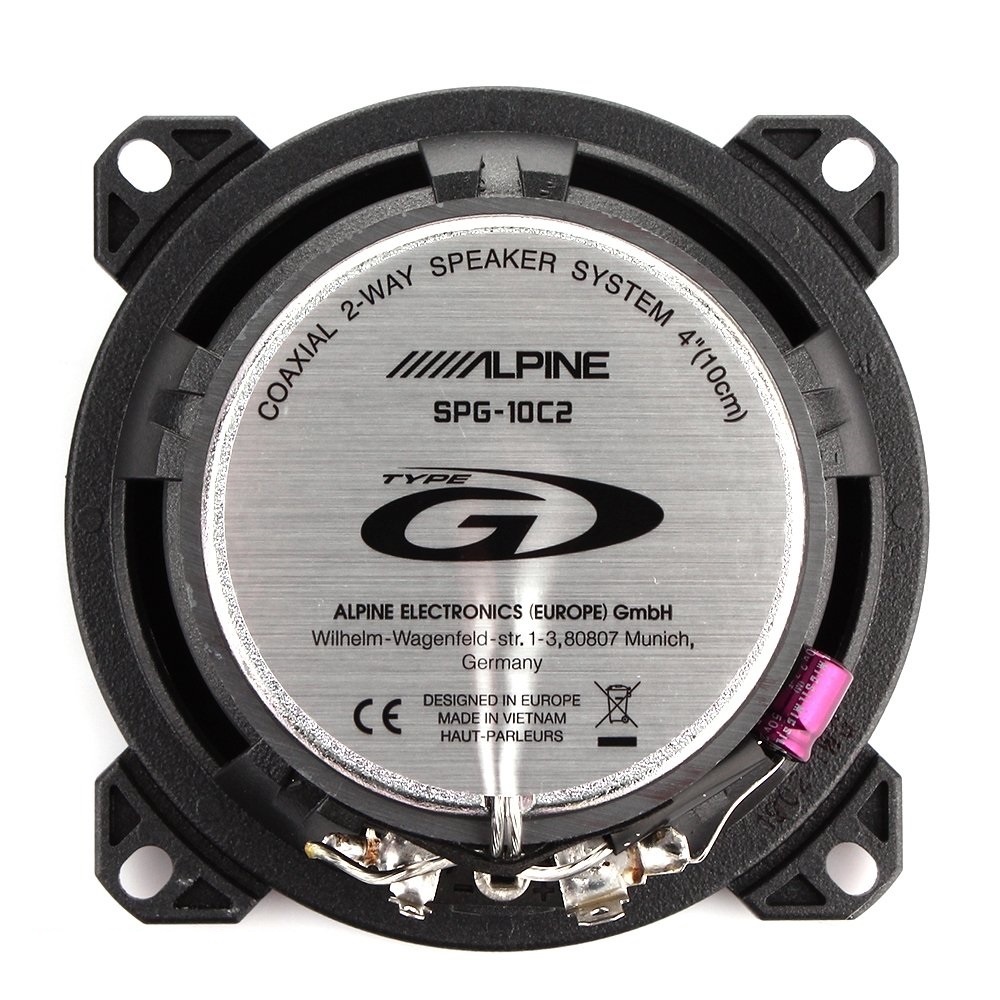 COAXIAL 2-WAY SPEAKER SYSTEM 4"(10cm)
ALPINE
SPG-10C2
TYPE
G
ALPINE ELECTRONICS (EUROPE) GmbH
Wilhelm-Wagenfeld-str. 1-3,80807 Munich,
Germany
CE
DESIGNED IN EUROPE
MADE IN VIETNAM
HAUT-PARLEURS